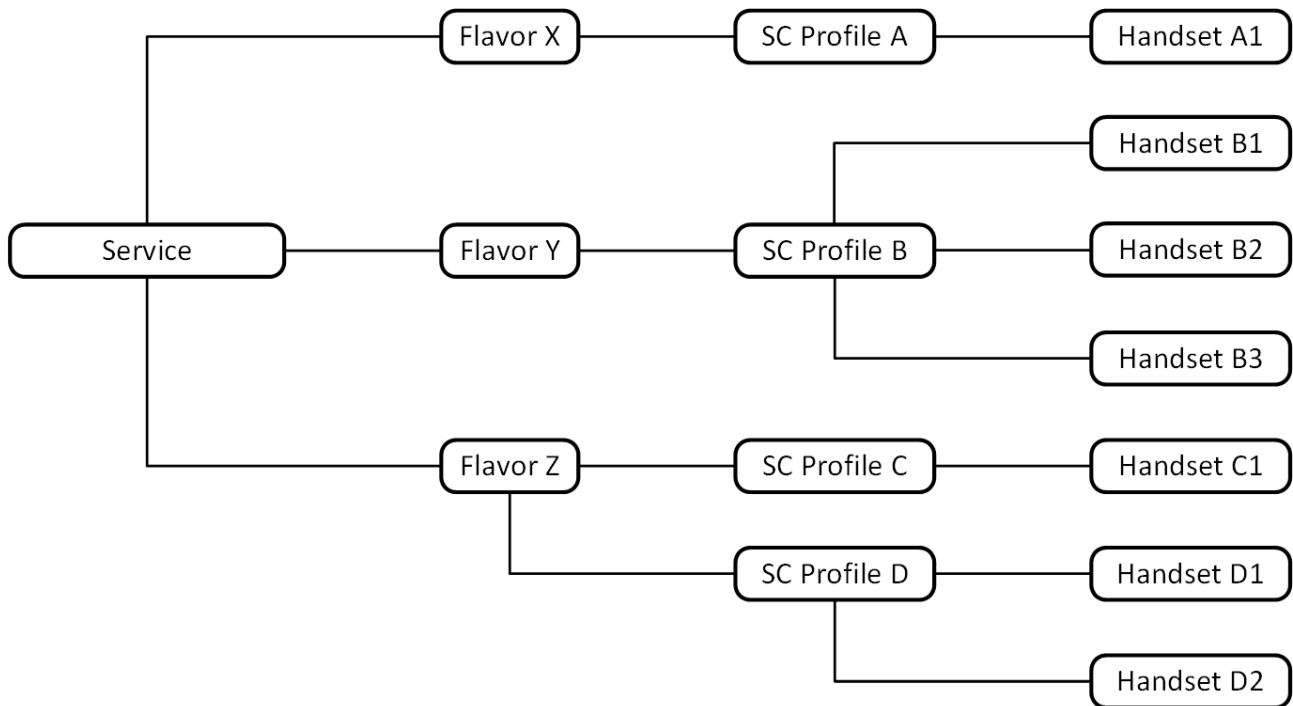 Flavor X
SC Profile A
Handset A1
Handset B1
Service
Flavor Y
SC Profile B
Handset B2
Handset B3
Flavor Z
SC Profile C
Handset C1
SC Profile D
Handset D1
Handset D2